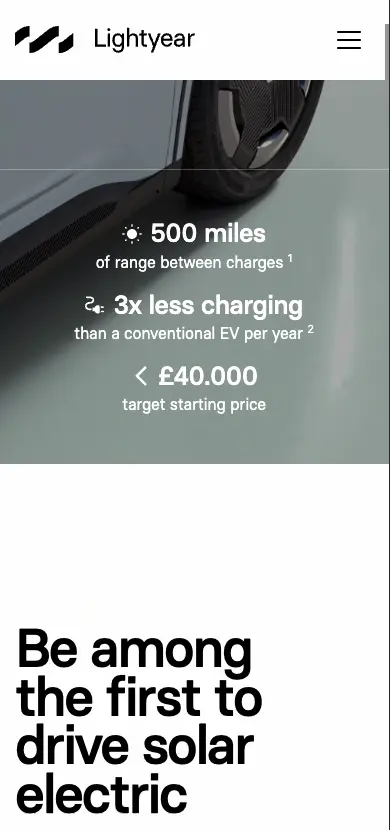 Lightyear
500 miles
of range between charges 1
3x less charging
than a conventional EV per year 2
< £40.000
target starting price
Be among
the first to
drive solar
electric